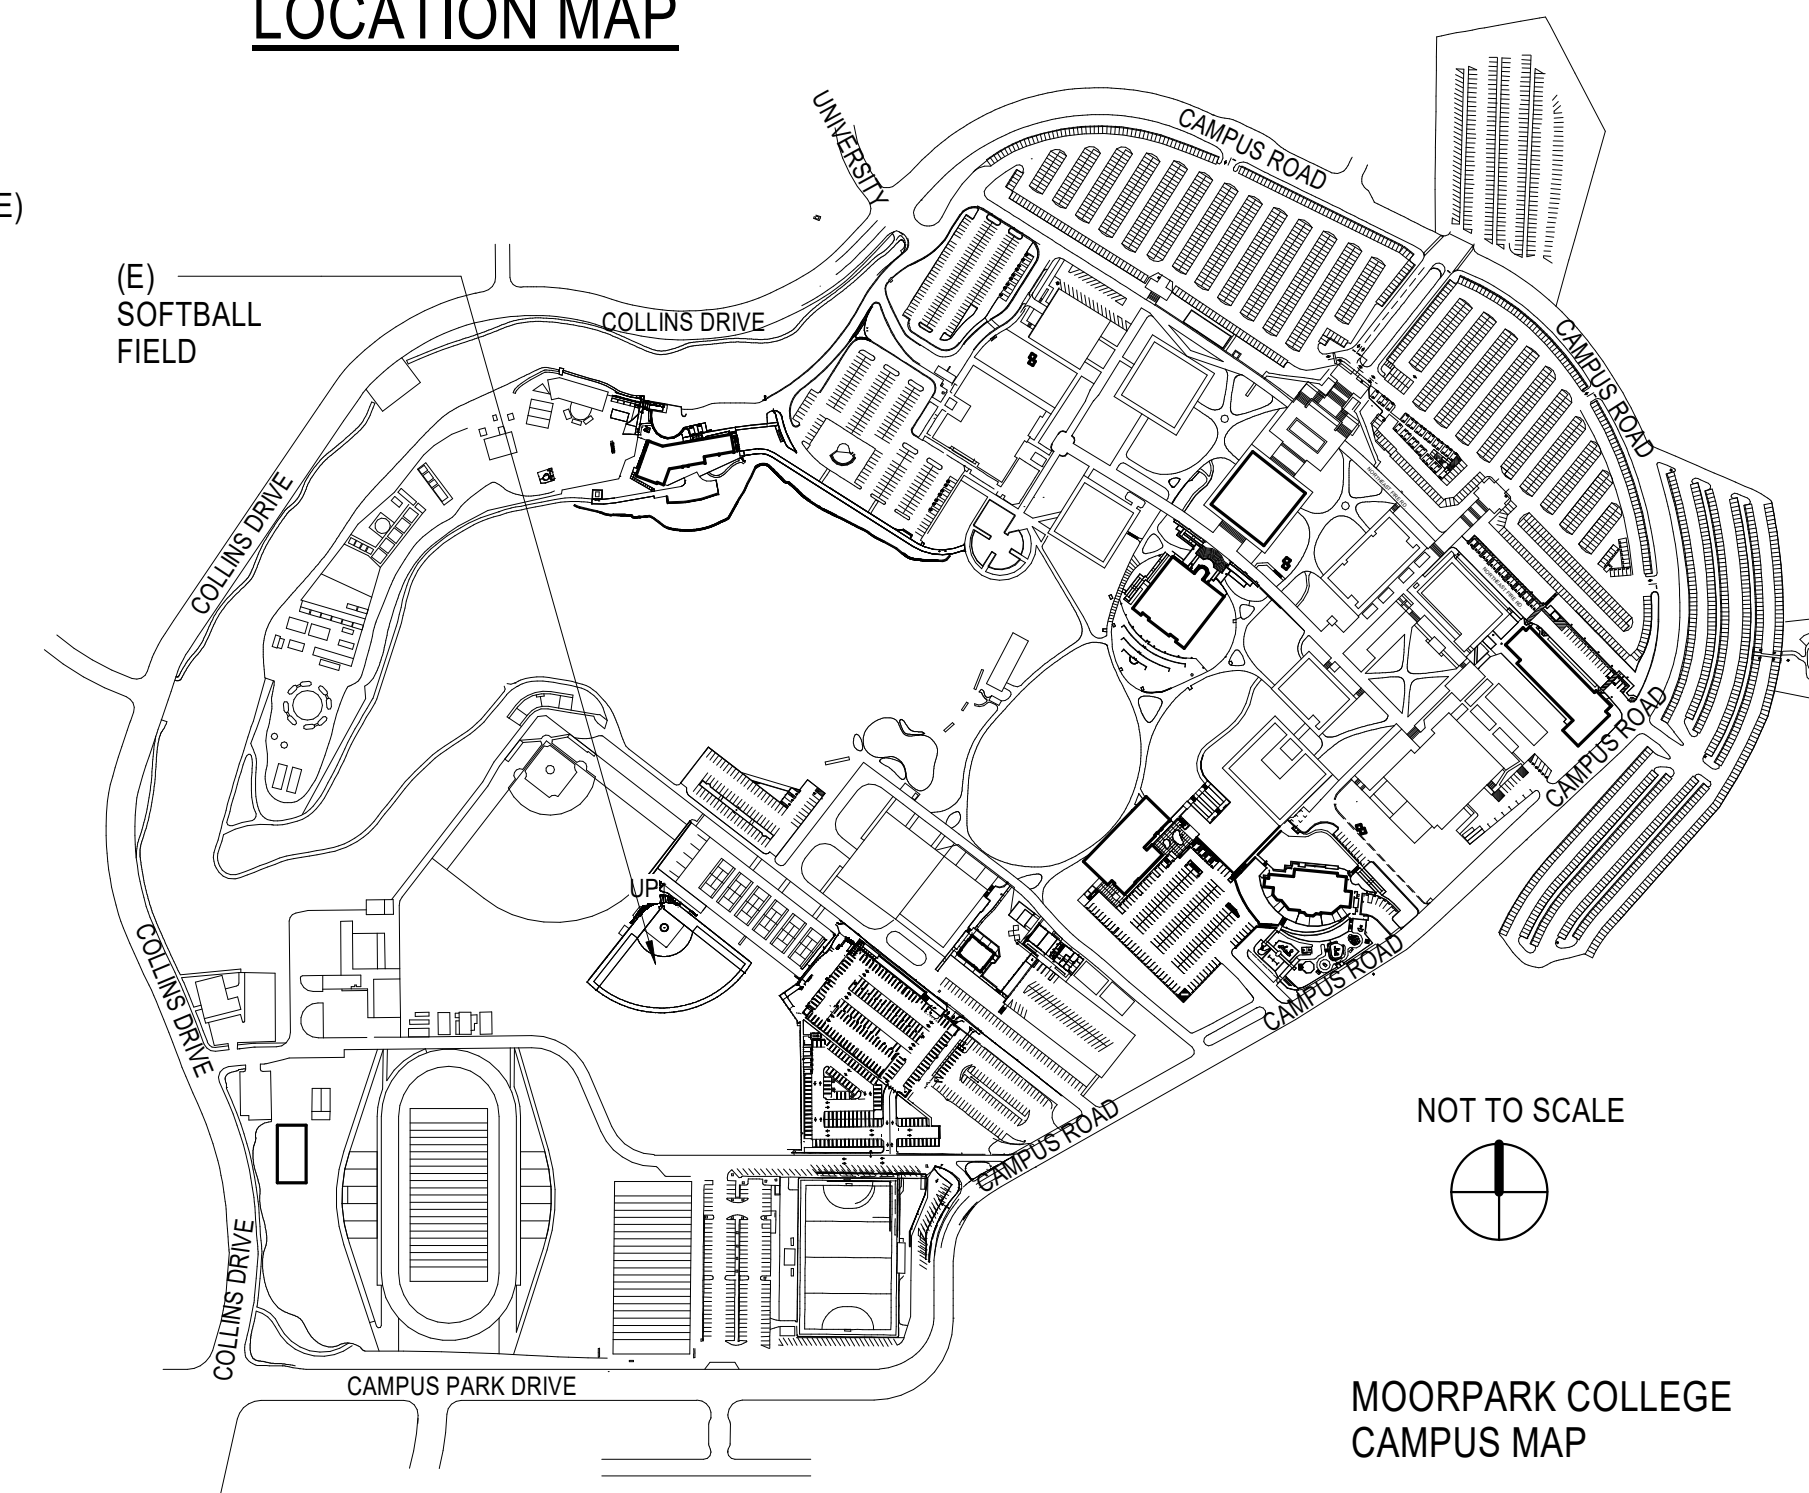 LOCATION MAP
UNIVERSITY
CAMPUS ROAD
E)
(E)
SOFTBALL
FIELD
COLLINS DRIVE
CAMPUS ROAD
COLLINS DRIVE
CAMPUS ROAD
UP
COLLINS DRIVE
CAMPUS ROAD
CAMPUS ROAD
NOT TO SCALE
COLLINS DRIVE
CAMPUS PARK DRIVE
MOORPARK COLLEGE
CAMPUS MAP